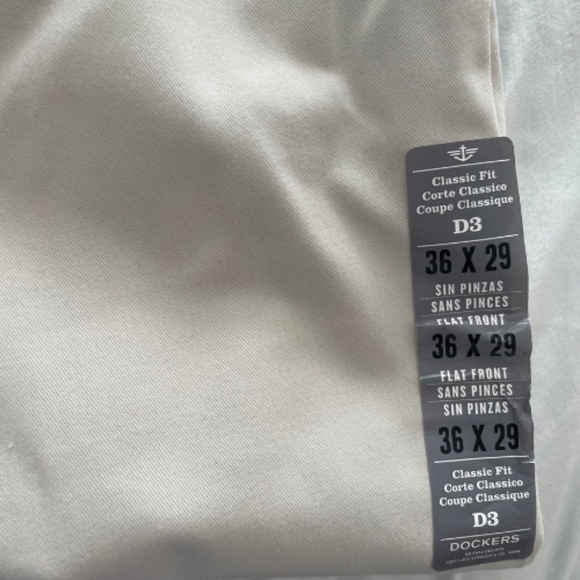 Classic Fit
Corte Classico
Coupe Classique
D3
36 X 29
SIN PINZAS
SANS PINCES
FLAT FRONT
36 X 29
FLAT FRONT
SANS PINCES
SIN PINZAS
36 X 29
Classic Fit
Corte Classico
Coupe Classique
D3
DOCKERS